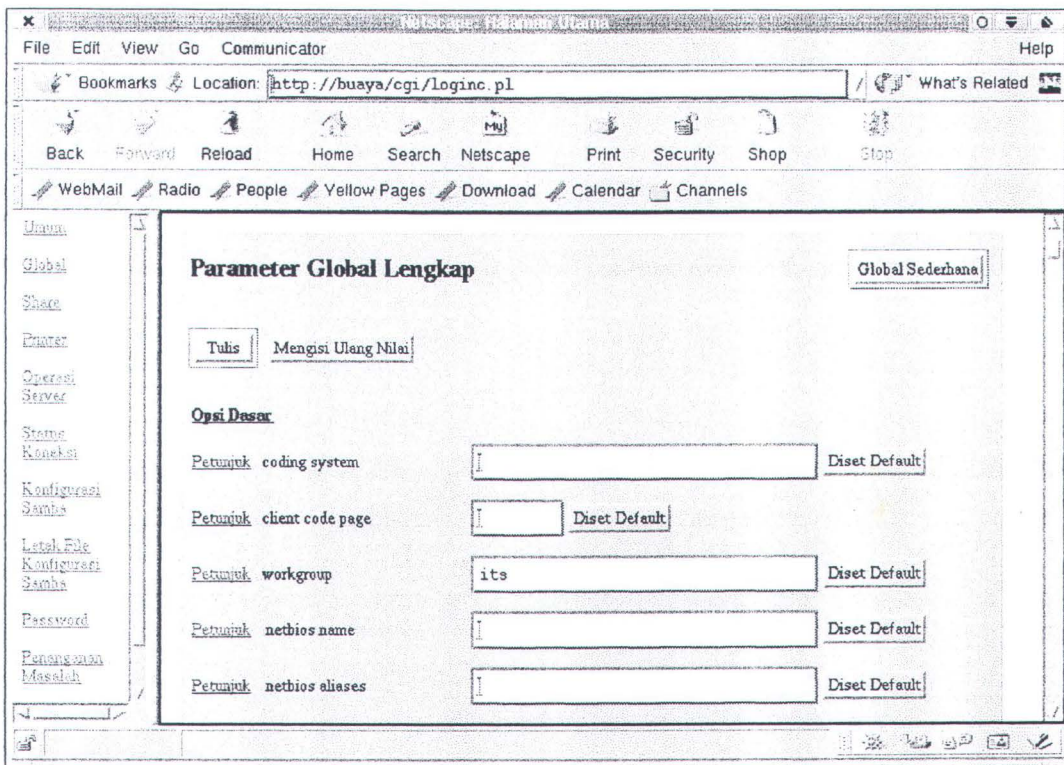 Netscape: Halaman Utama
File Edit View Go Communicator Help
Bookmarks Location: http://buaya/cgi/loginc.pl What's Related
Back Forward Reload Home Search Netscape Print Security Shop Stop
My
WebMail Radio People Yellow Pages Download Calendar Channels
Umum
Global
Share
Printer
Operasi
Server
Status
Koneksi
Konfigurasi
Samba
Letak File
Konfigurasi
Samba
Password
Penanganan
Masalah
Parameter Global Lengkap
Global Sederhana
Tulis Mengisi Ulang Nilai
Opsi Dasar
Petunjuk coding system Diset Default
Petunjuk client code page Diset Default
Petunjuk workgroup its Diset Default
Petunjuk netbios name Diset Default
Petunjuk netbios aliases Diset Default